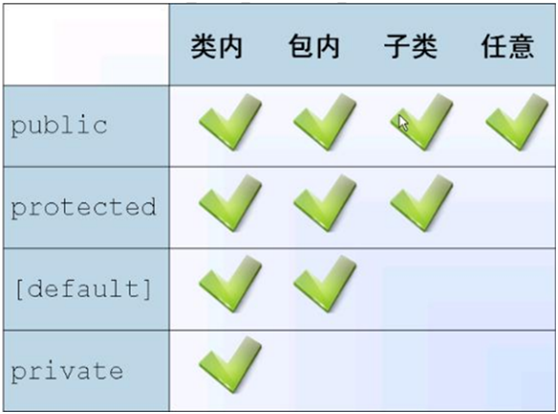 类内 包内 子类 任意
public
protected
[default]
private